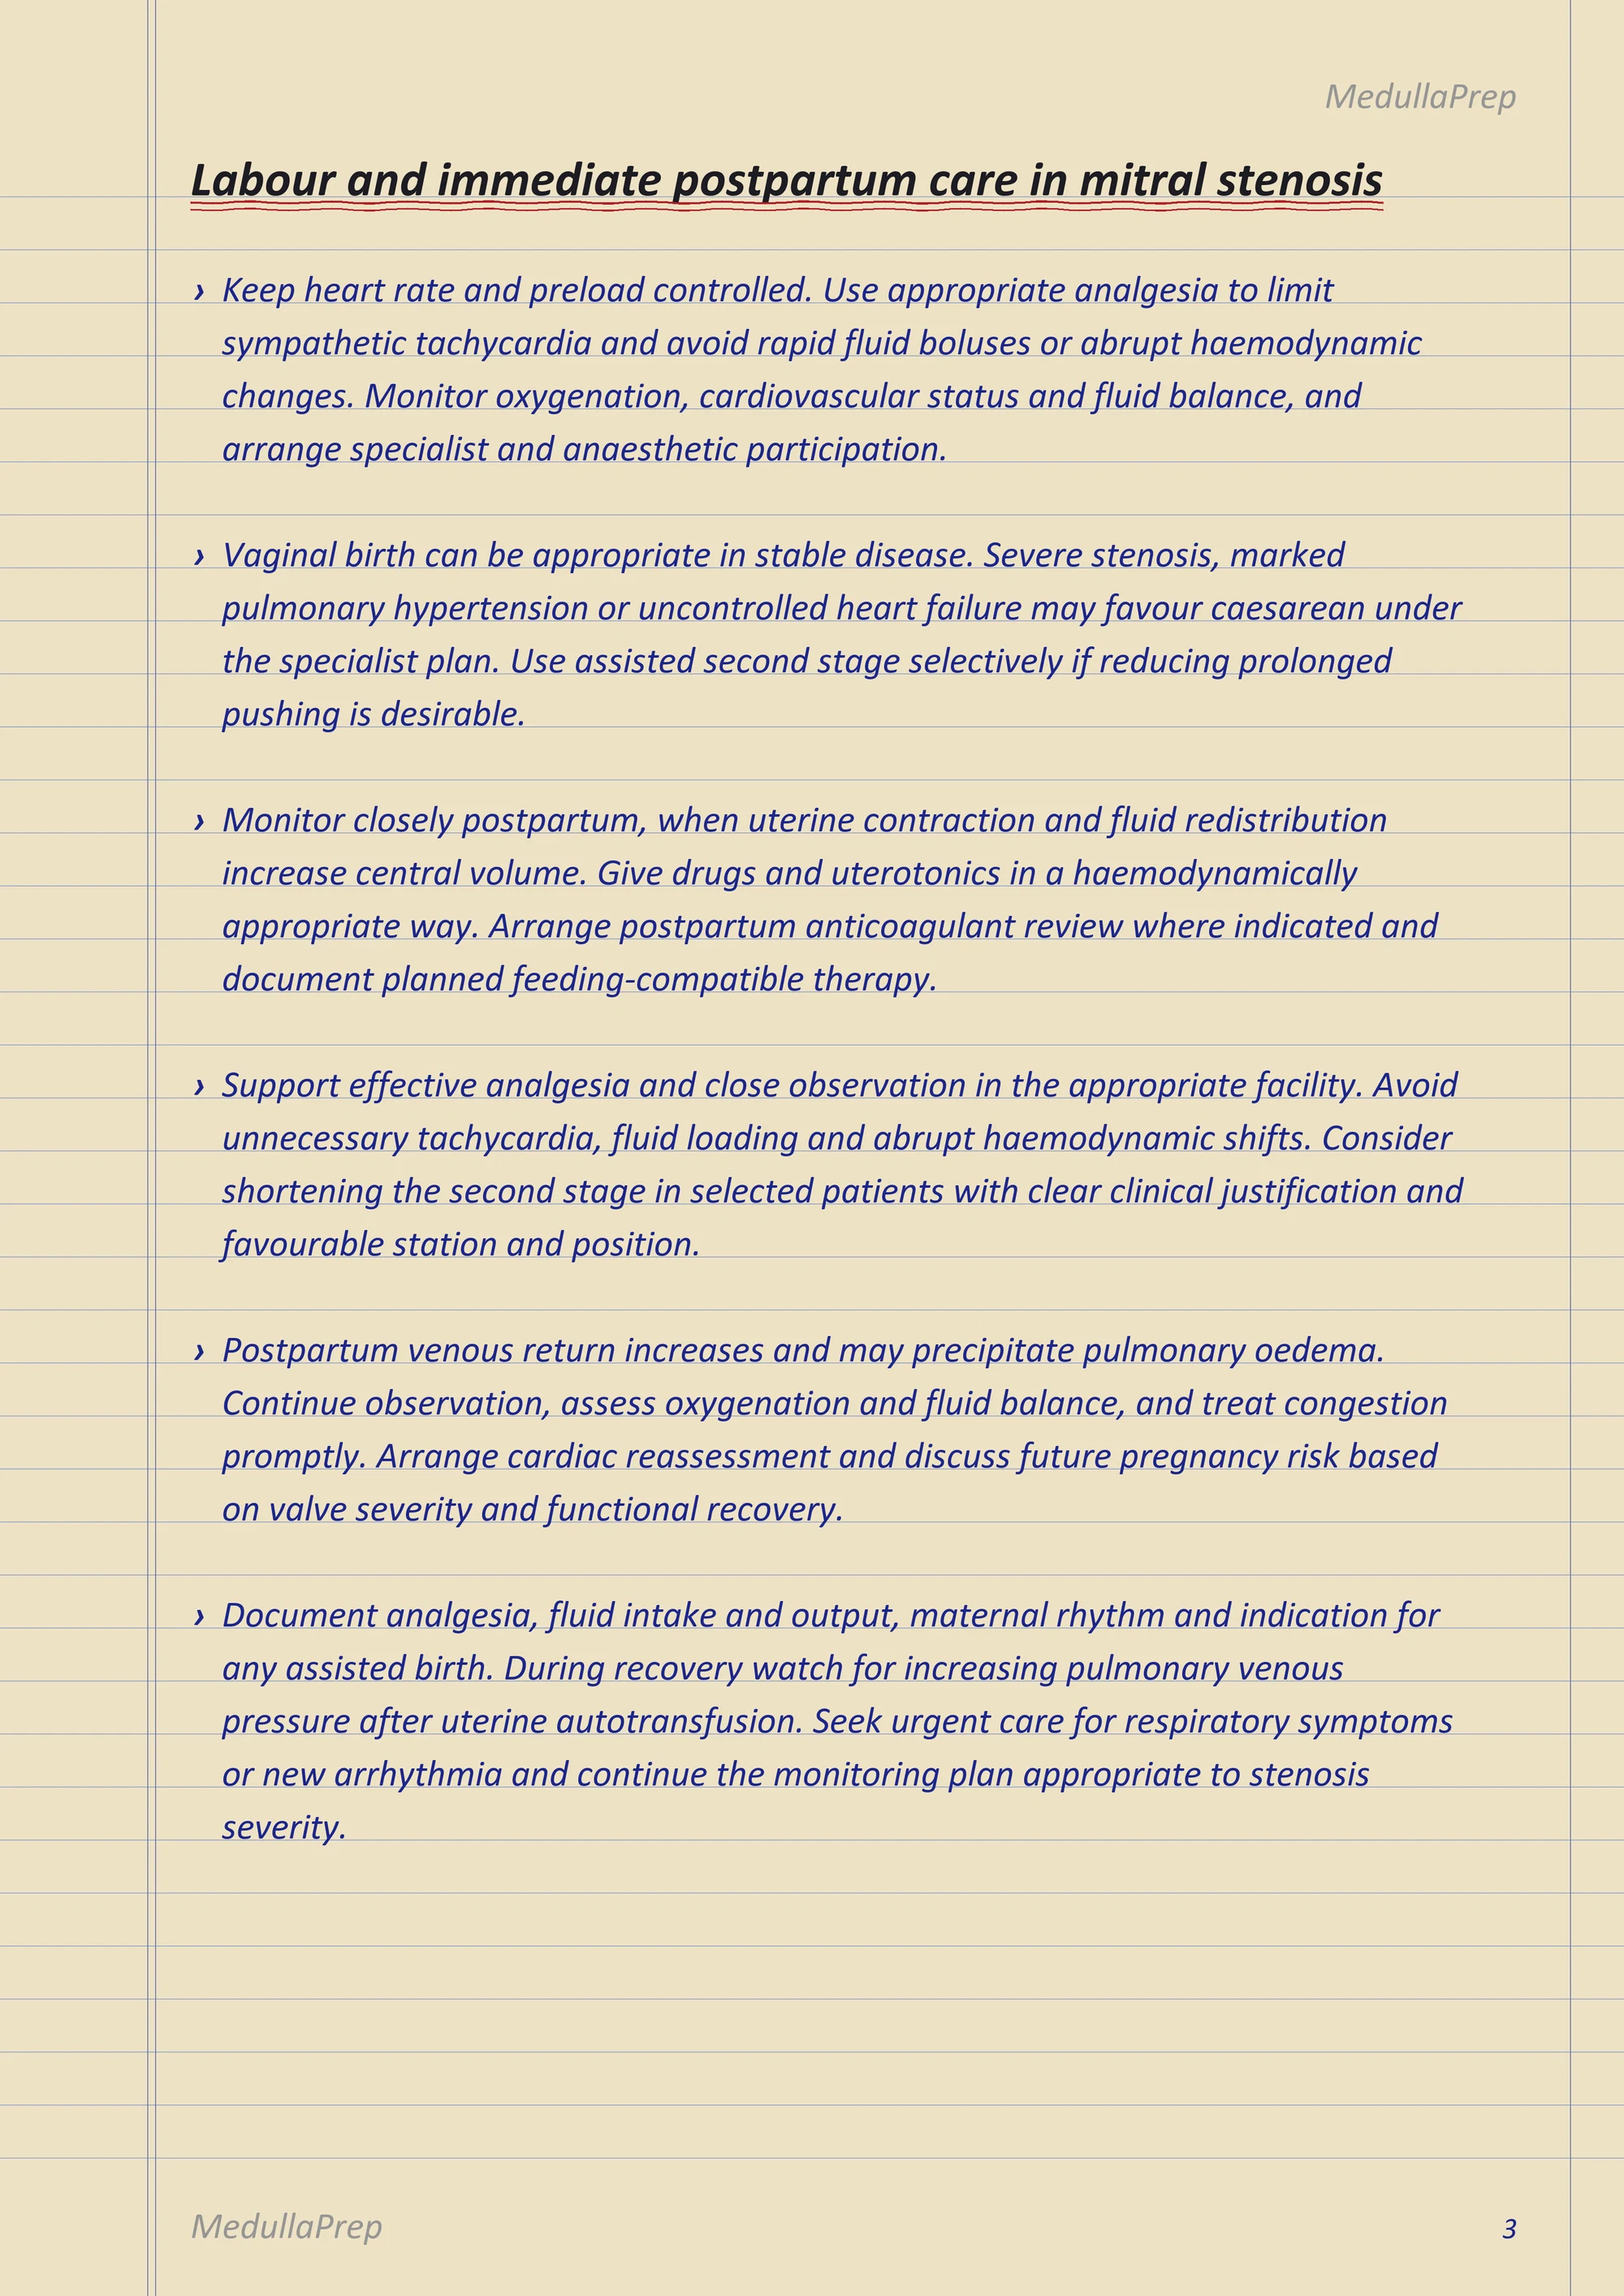 MedullaPrep
Labour and immediate postpartum care in mitral stenosis
› Keep heart rate and preload controlled. Use appropriate analgesia to limit
sympathetic tachycardia and avoid rapid fluid boluses or abrupt haemodynamic
changes. Monitor oxygenation, cardiovascular status and fluid balance, and
arrange specialist and anaesthetic participation.
› Vaginal birth can be appropriate in stable disease. Severe stenosis, marked
pulmonary hypertension or uncontrolled heart failure may favour caesarean under
the specialist plan. Use assisted second stage selectively if reducing prolonged
pushing is desirable.
› Monitor closely postpartum, when uterine contraction and fluid redistribution
increase central volume. Give drugs and uterotonics in a haemodynamically
appropriate way. Arrange postpartum anticoagulant review where indicated and
document planned feeding-compatible therapy.
› Support effective analgesia and close observation in the appropriate facility. Avoid
unnecessary tachycardia, fluid loading and abrupt haemodynamic shifts. Consider
shortening the second stage in selected patients with clear clinical justification and
favourable station and position.
› Postpartum venous return increases and may precipitate pulmonary oedema.
Continue observation, assess oxygenation and fluid balance, and treat congestion
promptly. Arrange cardiac reassessment and discuss future pregnancy risk based
on valve severity and functional recovery.
› Document analgesia, fluid intake and output, maternal rhythm and indication for
any assisted birth. During recovery watch for increasing pulmonary venous
pressure after uterine autotransfusion. Seek urgent care for respiratory symptoms
or new arrhythmia and continue the monitoring plan appropriate to stenosis
severity.
MedullaPrep
3